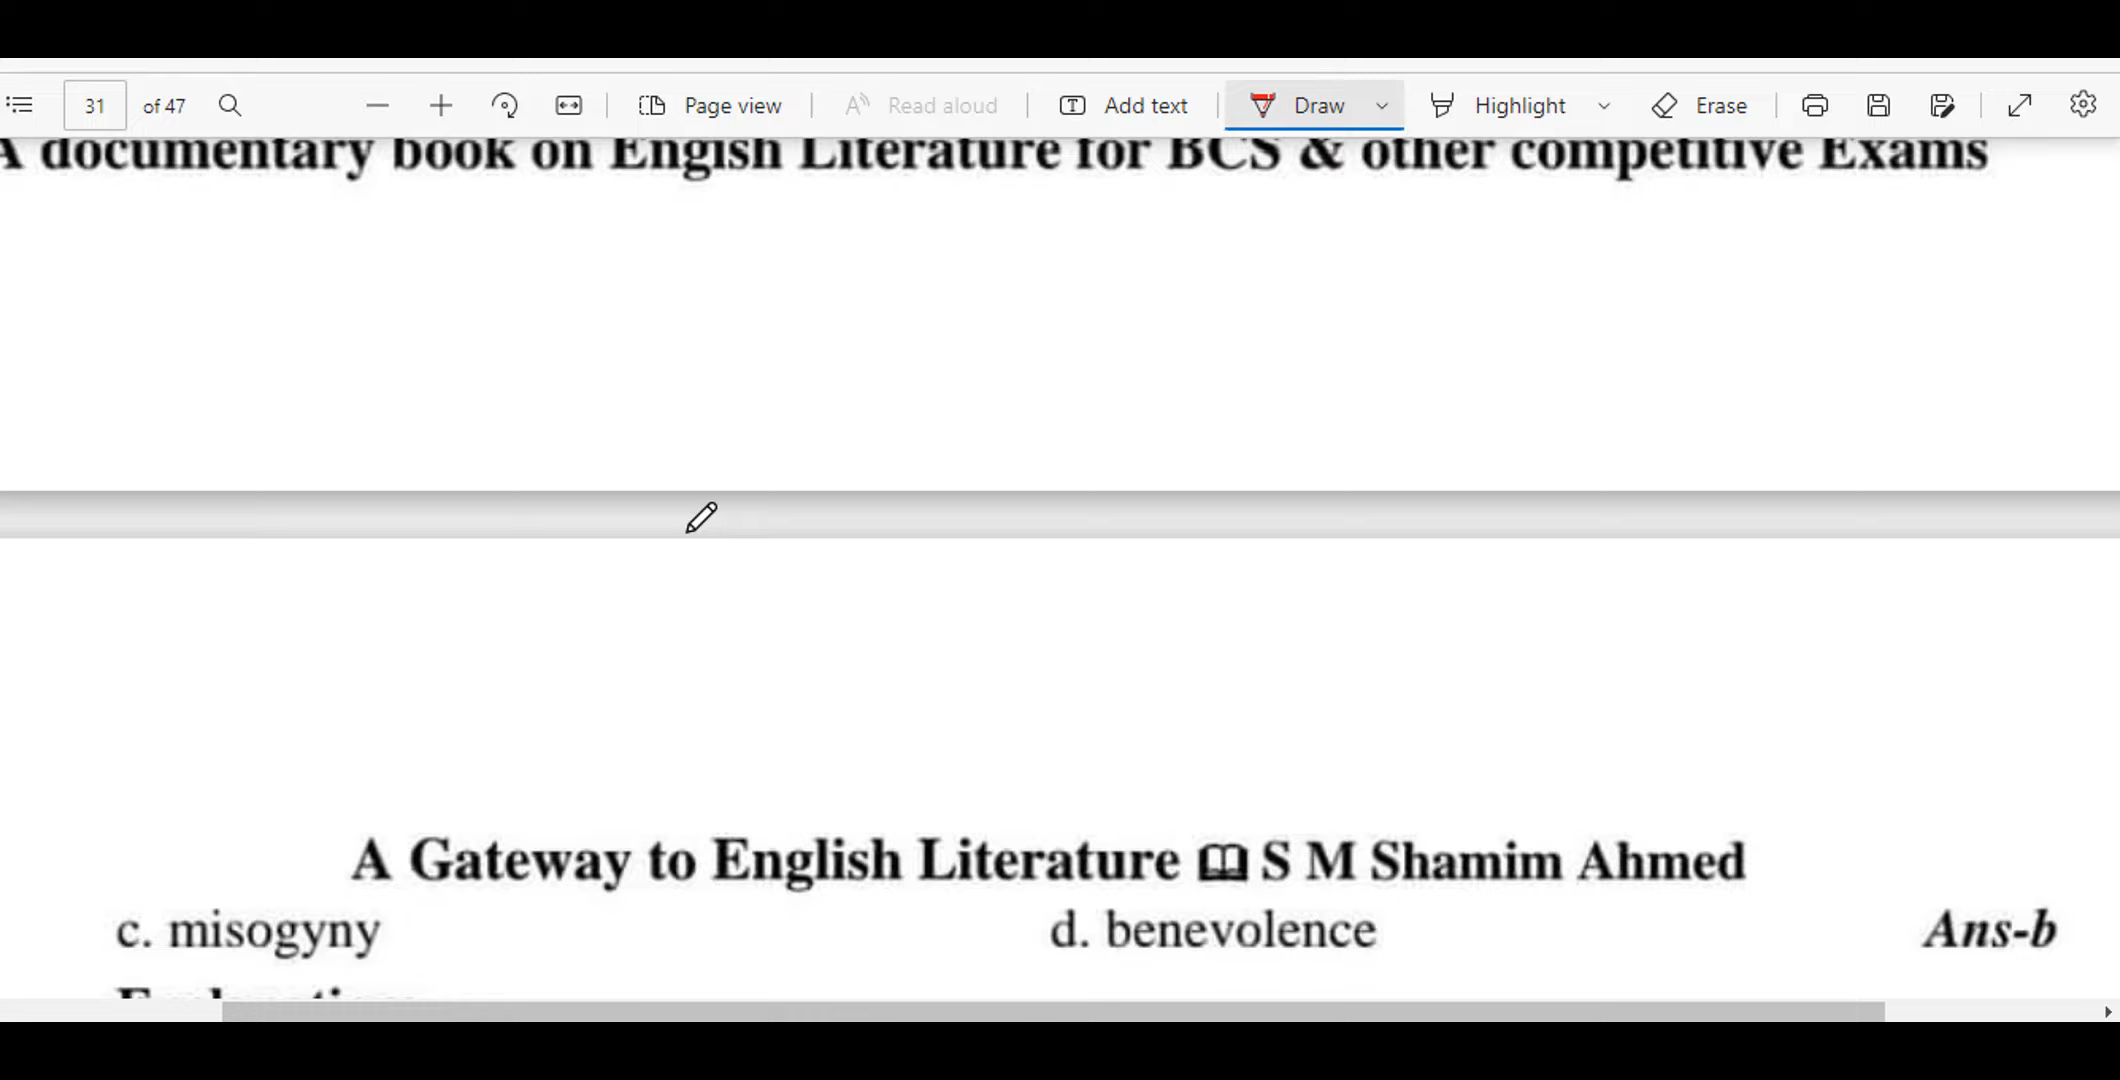 31 of 47 Page view Read aloud Add text Draw Highlight Erase
A documentary book on Engish Literature for BCS & other competitive Exams
A Gateway to English Literature S M Shamim Ahmed
c. misogyny d. benevolence Ans-b